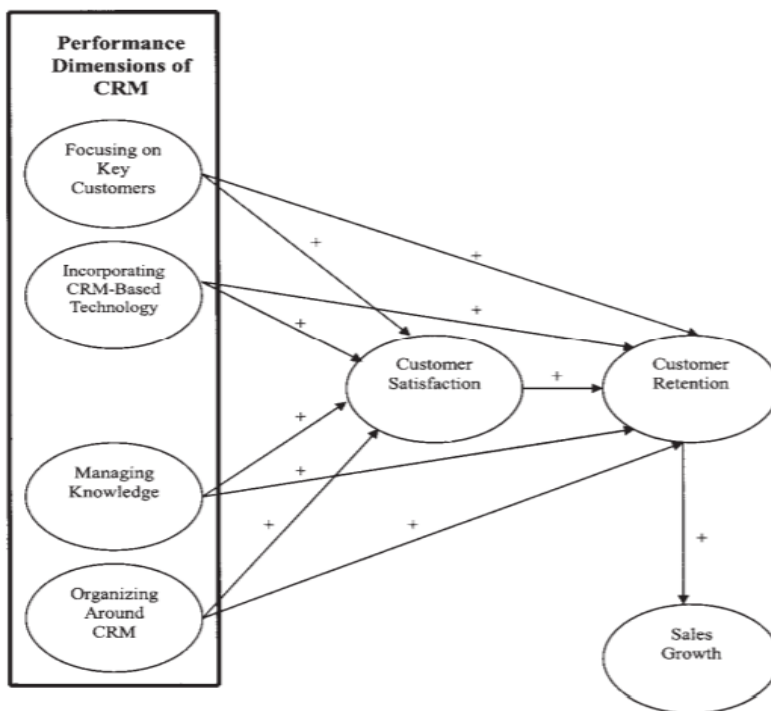 Performance
Dimensions of
CRM
Focusing on
Key
Customers
+
+
Incorporating
CRM-Based
Technology
+
+
Customer
Satisfaction
+
Customer
Retention
+
+
Managing
Knowledge
+
+
+
Organizing
Around
CRM
Sales
Growth